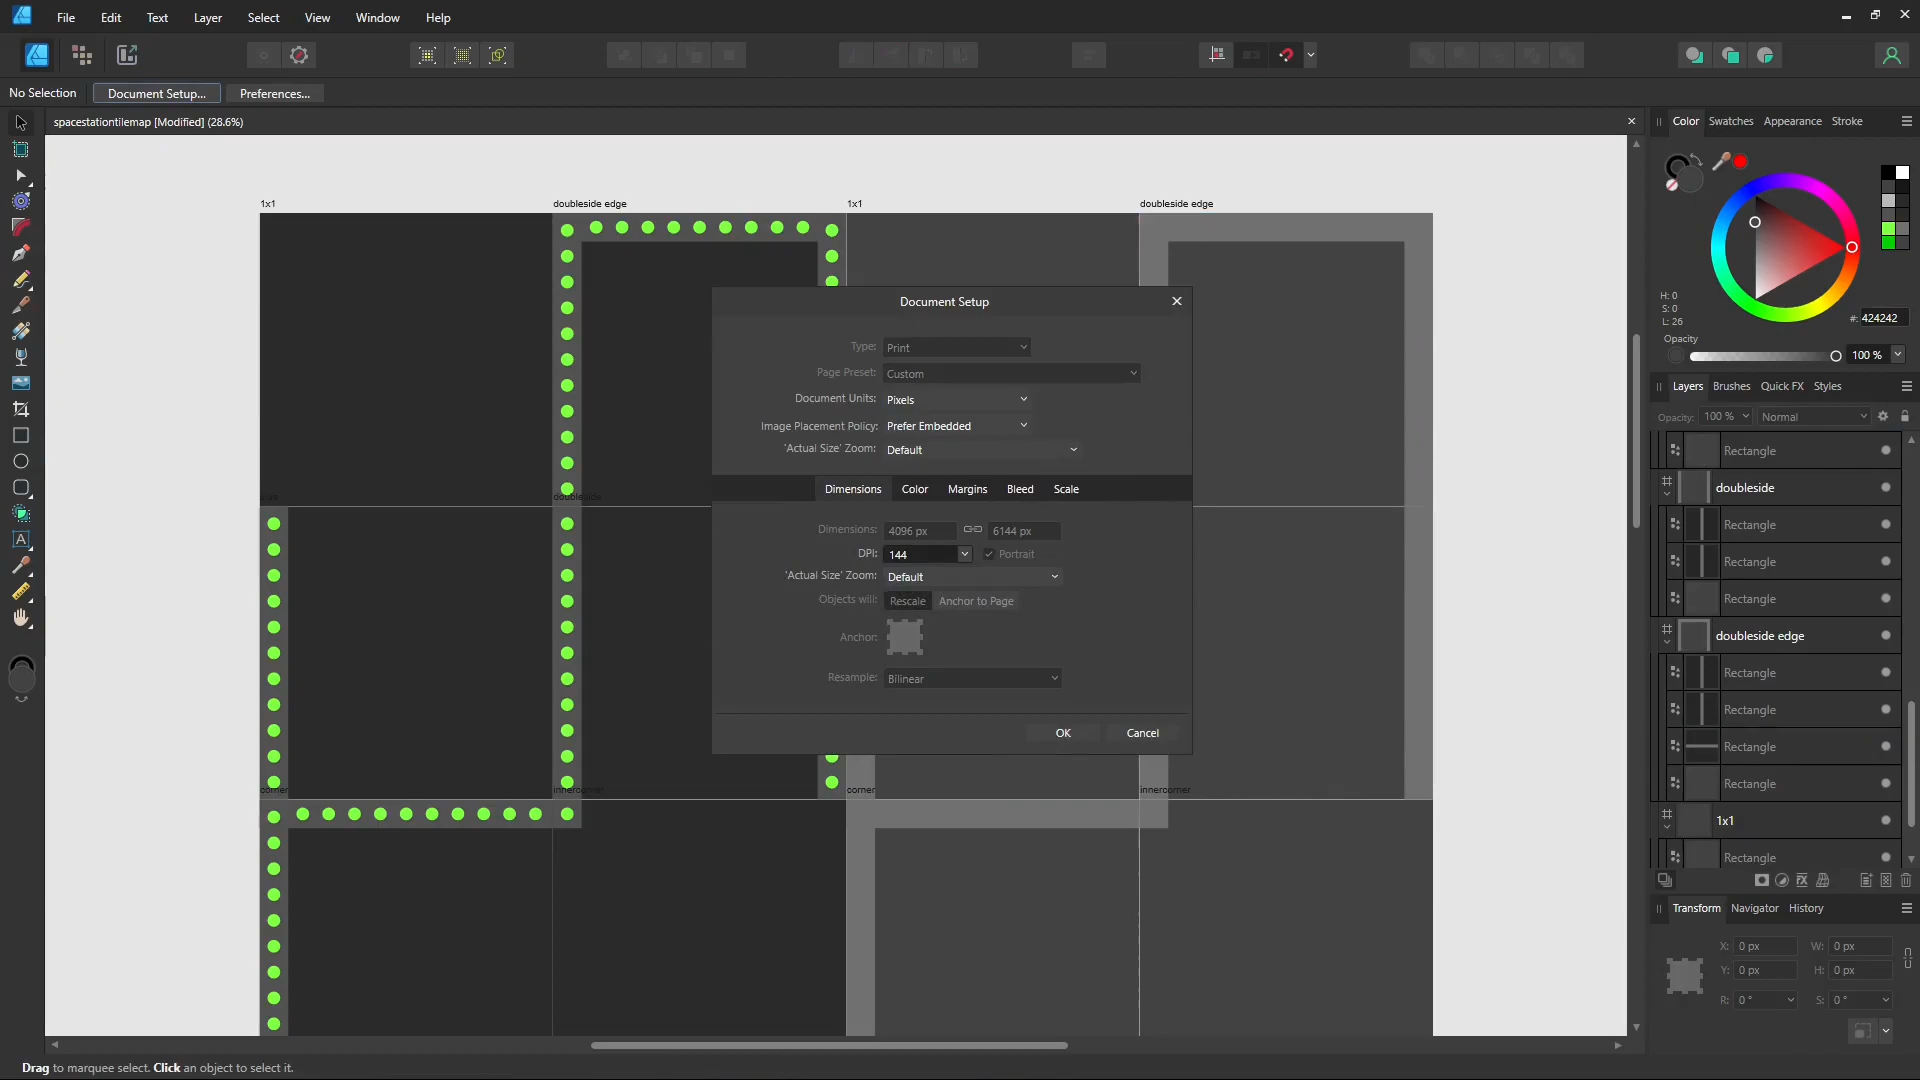 File Edit Text Layer Select View Window Help
No Selection Document Setup... Preferences...
spacestationtilemap [Modified] (28.6%)
Color Swatches Appearance Stroke
H: 0
S: 0
L: 26
#: 424242
Opacity
100 %
1x1 doubleside edge 1x1 doubleside edge
doubleside
corner innercorner corner innercorner
Document Setup
Type: Print
Page Preset: Custom
Document Units: Pixels
Image Placement Policy: Prefer Embedded
'Actual Size' Zoom: Default
Dimensions Color Margins Bleed Scale
Dimensions: 4096 px 6144 px
DPI: 144 Portrait
'Actual Size' Zoom: Default
Objects will: Rescale Anchor to Page
Anchor:
Resample: Bilinear
OK Cancel
Layers Brushes Quick FX Styles
Opacity: 100 % Normal
Rectangle
doubleside
Rectangle
Rectangle
Rectangle
doubleside edge
Rectangle
Rectangle
Rectangle
Rectangle
1x1
Rectangle
Transform Navigator History
X: 0 px W: 0 px
Y: 0 px H: 0 px
R: 0 ° S: 0 °
Drag to marquee select. Click an object to select it.